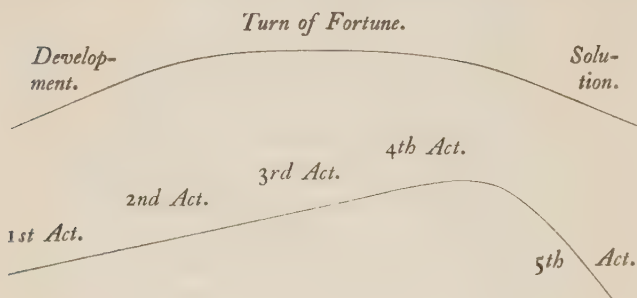 Turn of Fortune.
Develop-
ment.
Solu-
tion.
4th Act.
3rd Act.
2nd Act.
1st Act.
5th Act.